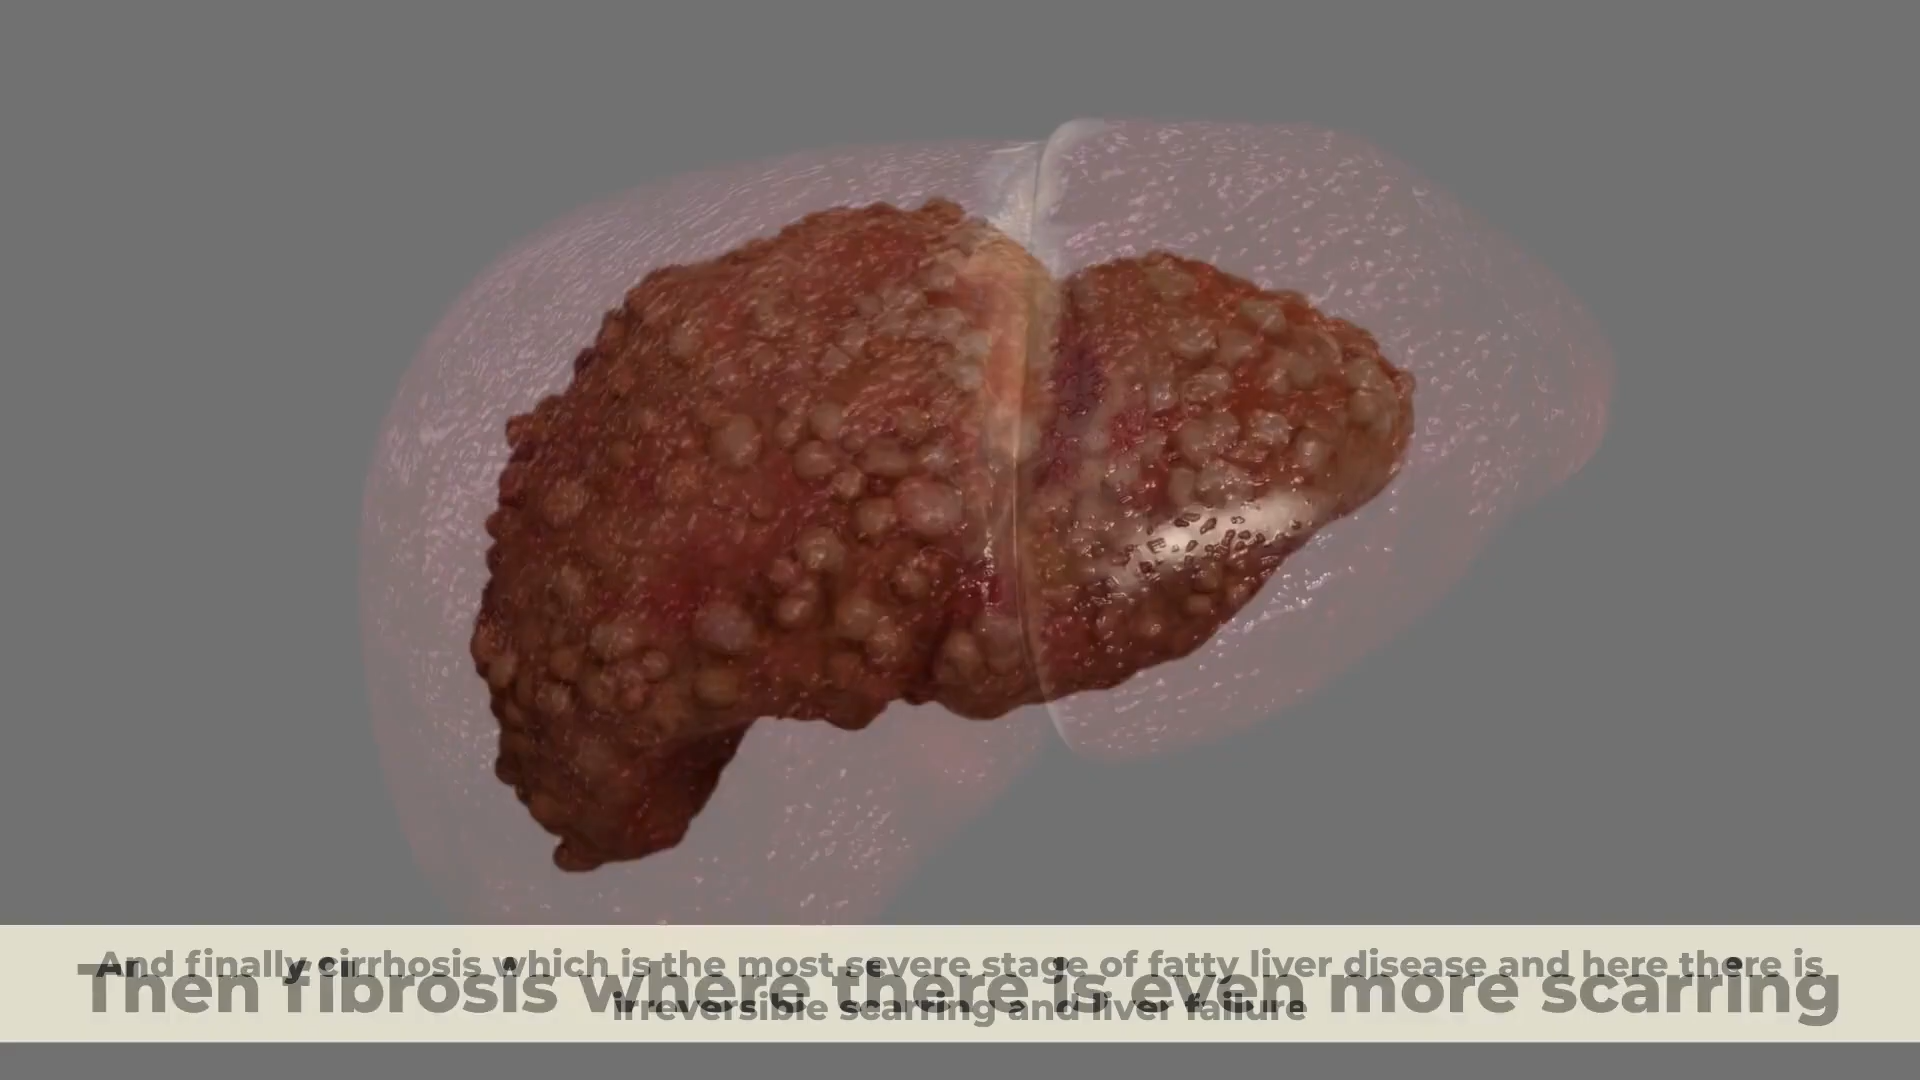 And finally cirrhosis which is the most severe stage of fatty liver disease and here there is
Then fibrosis where there is even more scarring
irreversible scarring and liver failure